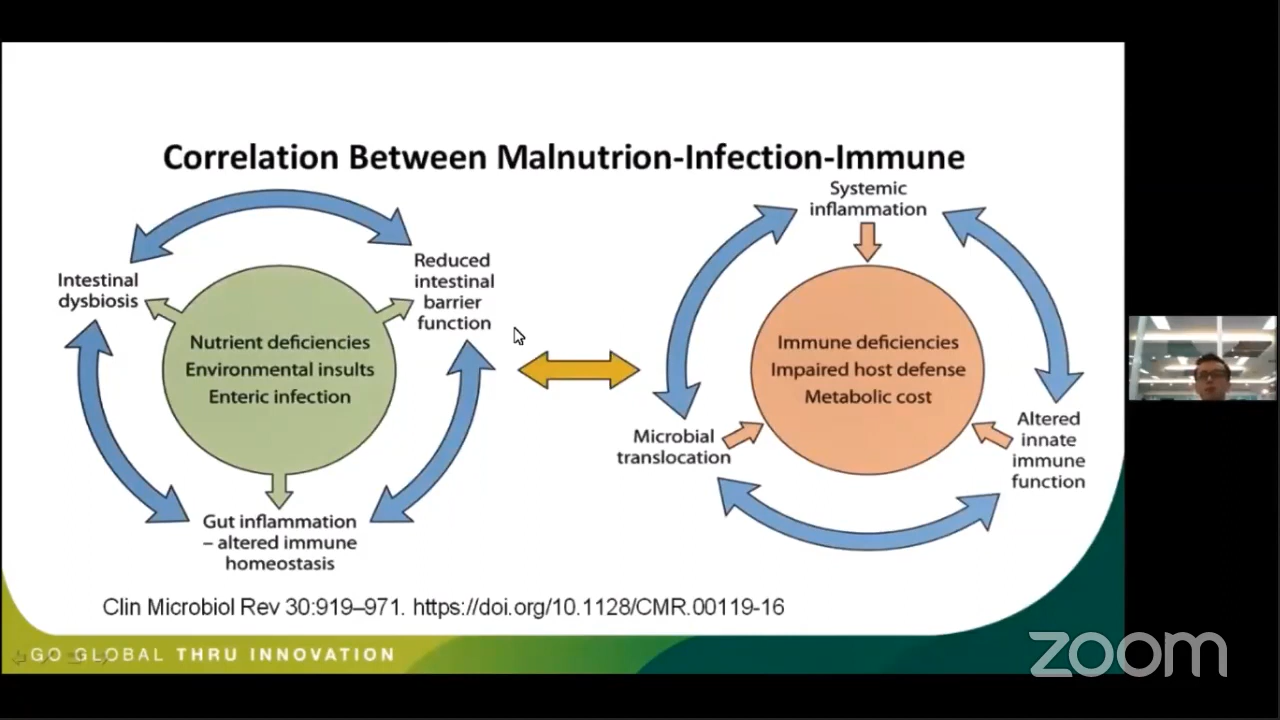 Correlation Between Malnutrion-Infection-Immune
Intestinal
dysbiosis
Reduced
intestinal
barrier
function
Nutrient deficiencies
Environmental insults
Enteric infection
Gut inflammation
– altered immune
homeostasis
Systemic
inflammation
Immune deficiencies
Impaired host defense
Metabolic cost
Microbial
translocation
Altered
innate
immune
function
Clin Microbiol Rev 30:919–971. https://doi.org/10.1128/CMR.00119-16
GO GLOBAL THRU INNOVATION
zoom